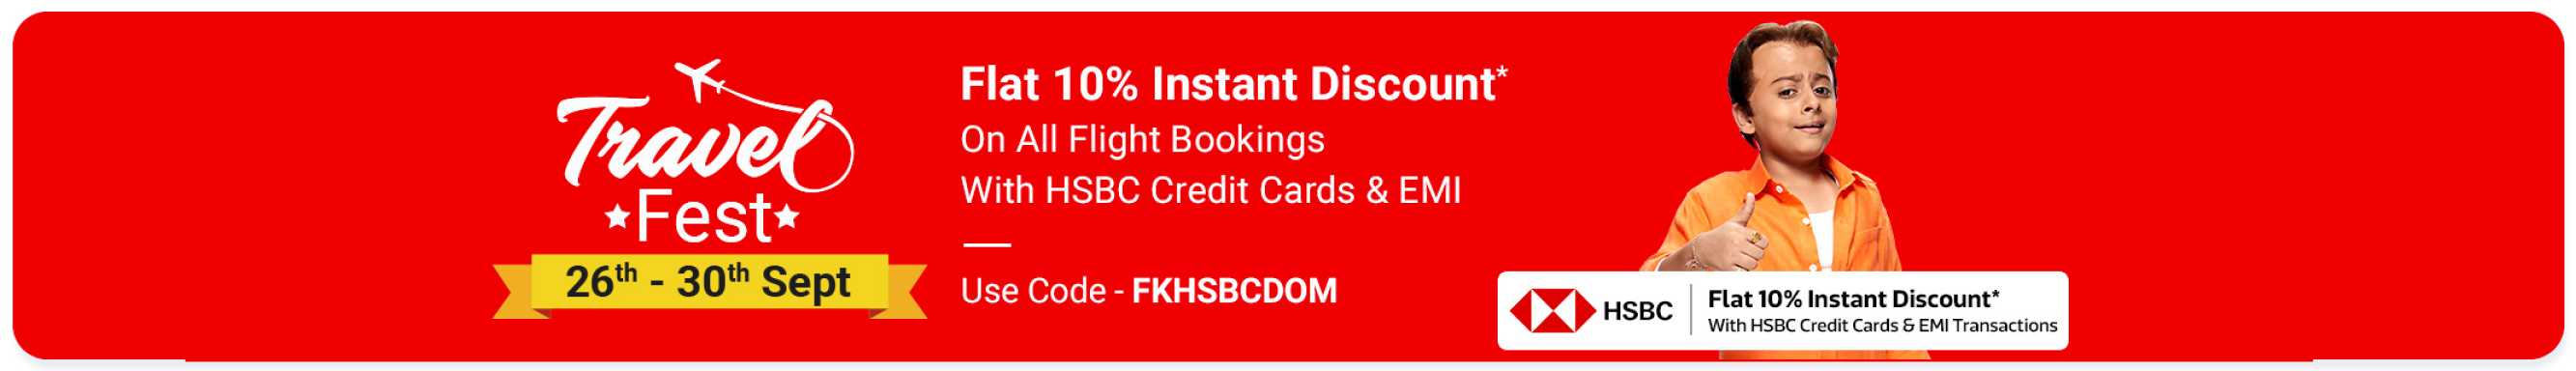 Travel
Fest
26th - 30th Sept
Flat 10% Instant Discount*
On All Flight Bookings
With HSBC Credit Cards & EMI
Use Code - FKHSBCDOM
HSBC
Flat 10% Instant Discount*
With HSBC Credit Cards & EMI Transactions